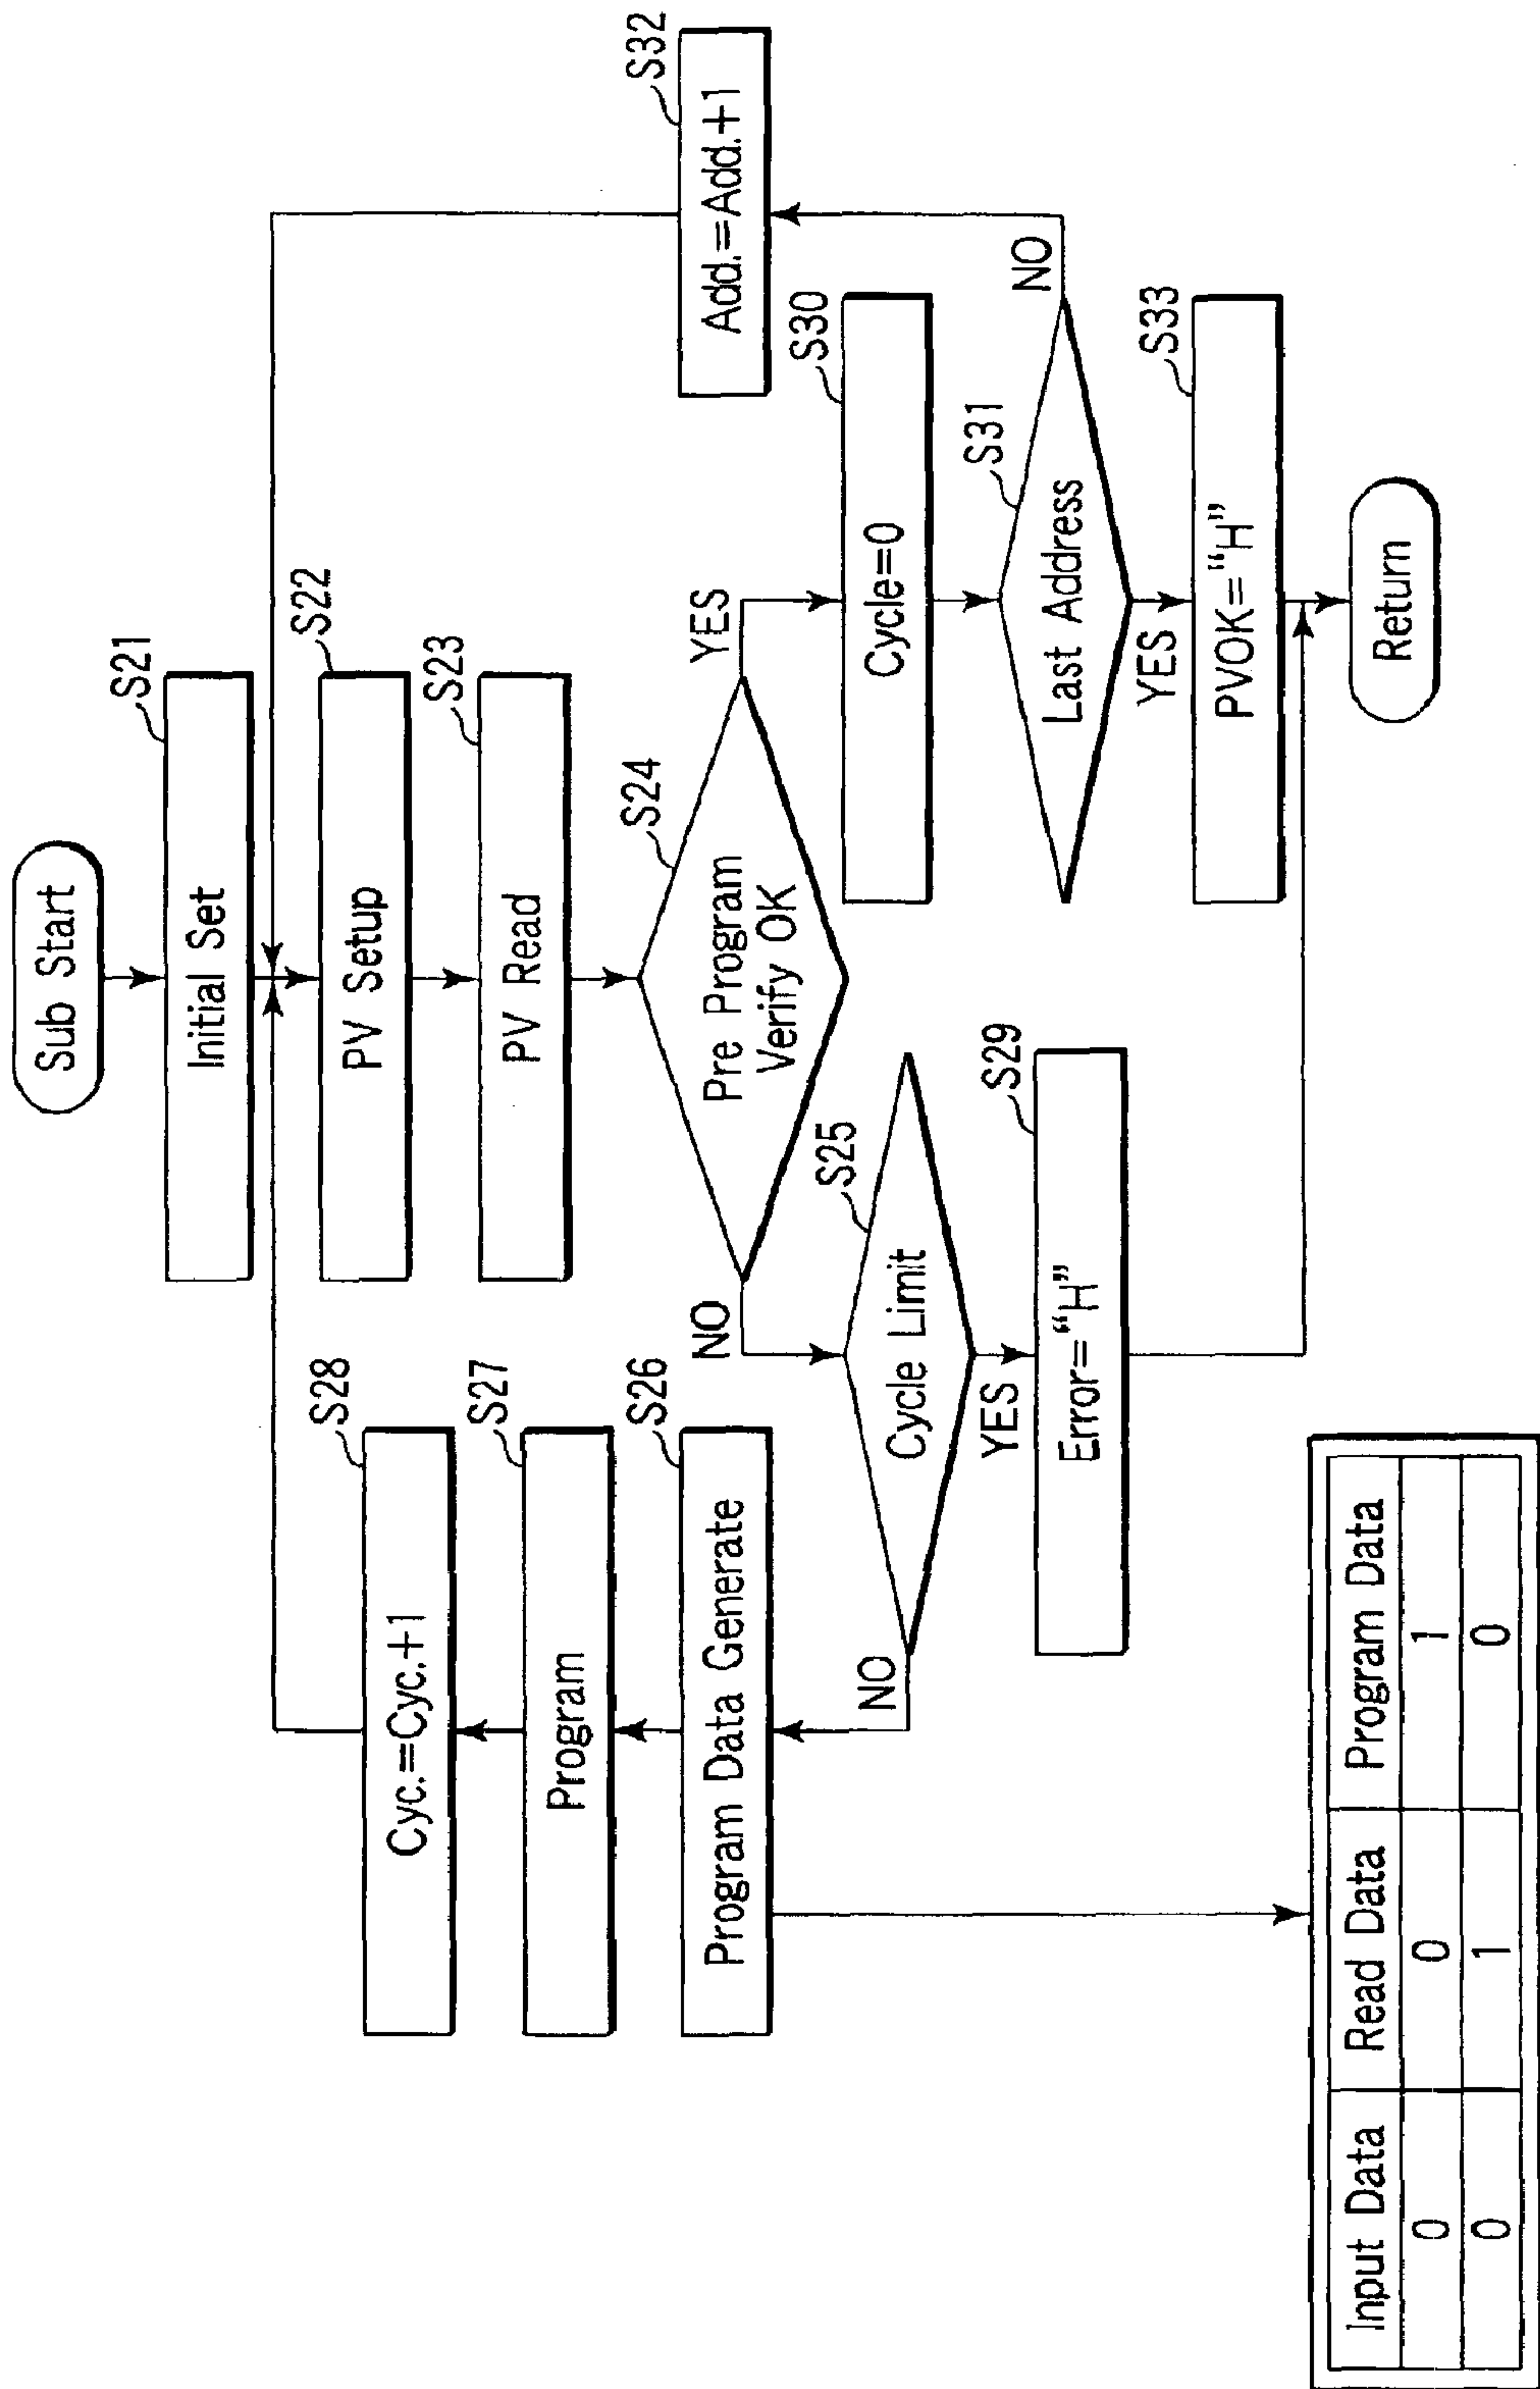 Sub Start
S21
Initial Set
S22
PV Setup
S23
PV Read
S24
Pre Program
Verify OK
NO
YES
S28
Cyc.=Cyc.+1
S27
Program
S26
Program Data Generate
NO
S25
Cycle Limit
YES
S29
Error="H"
S32
Add.=Add.+1
S30
Cycle=0
S31
Last Address
NO
YES
S33
PVOK="H"
Return
Input Data Read Data Program Data
0 0 1
0 1 0